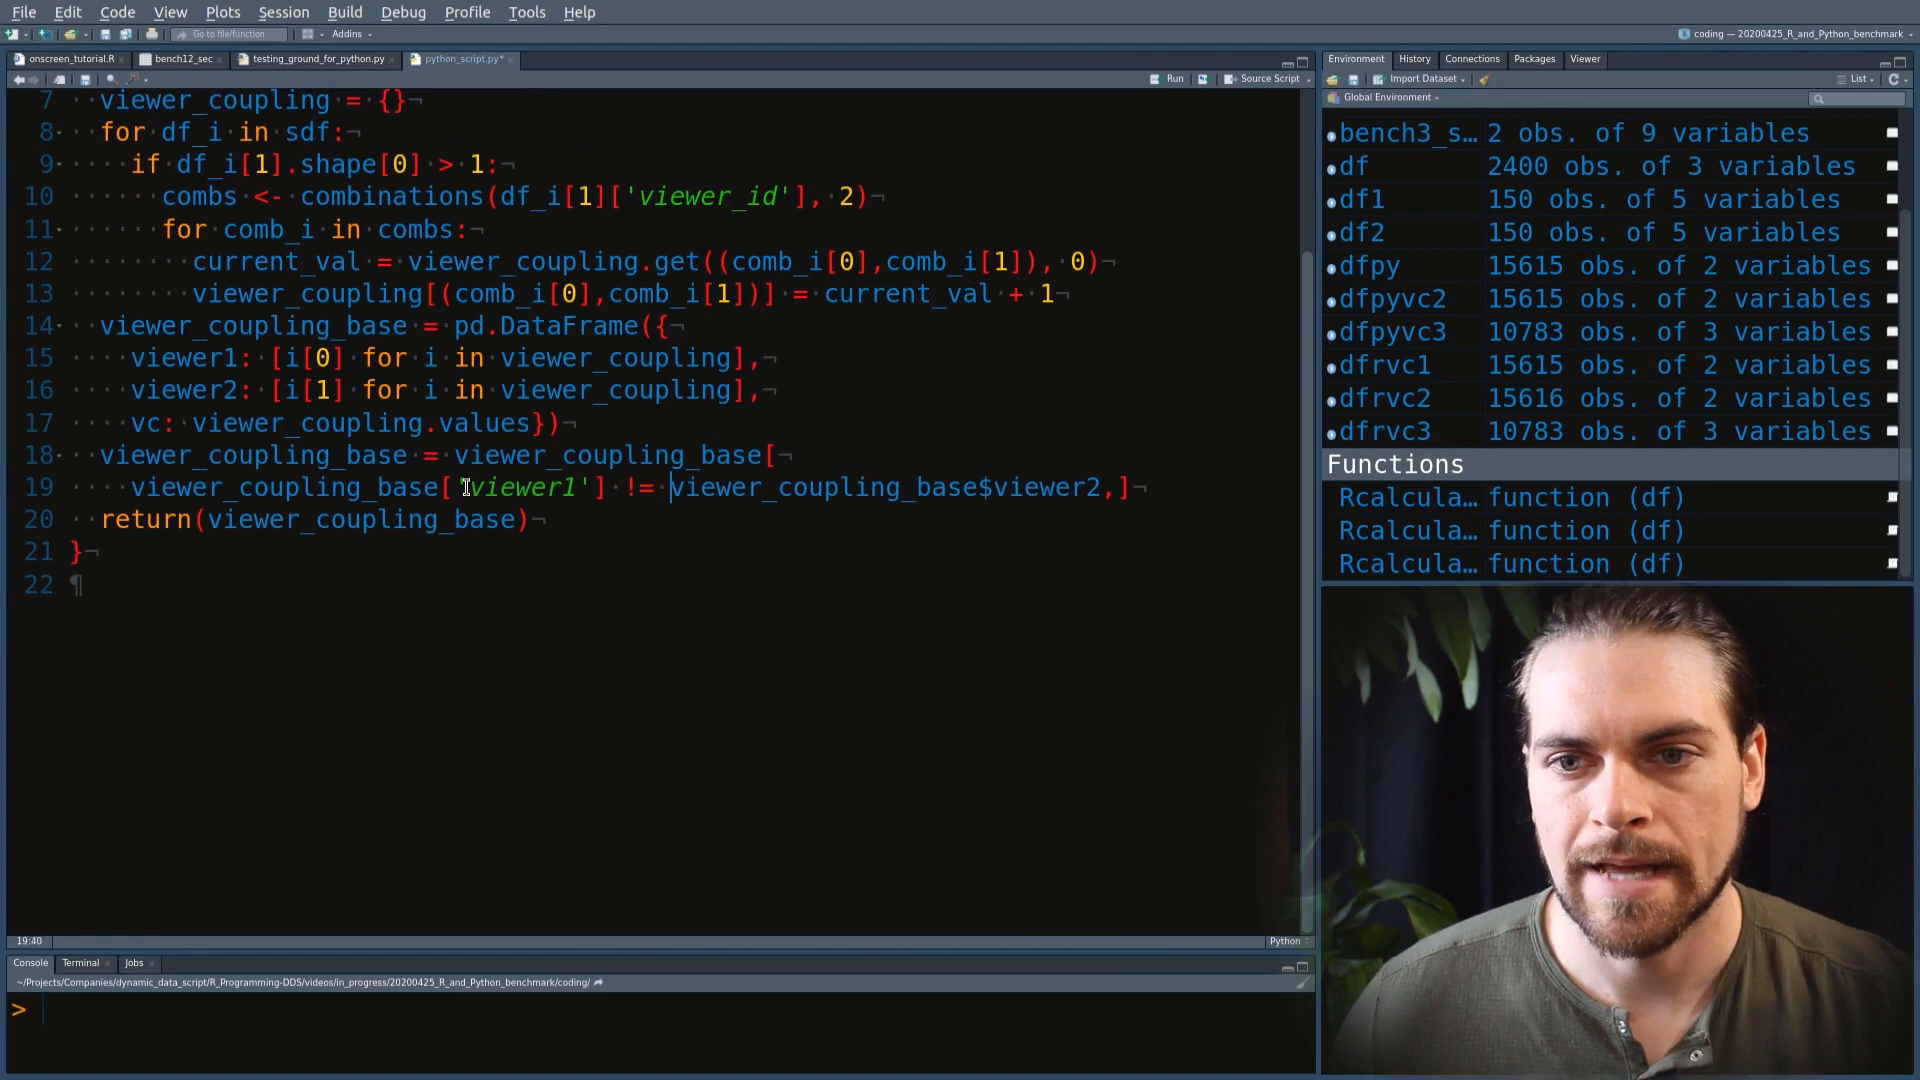 File Edit Code View Plots Session Build Debug Profile Tools Help
Go to file/function Addins
coding — 20200425_R_and_Python_benchmark
onscreen_tutorial.R bench12_sec testing_ground_for_python.py python_script.py*
Run Source Script
7 viewer_coupling = {}¬
8 for df_i in sdf:¬
9 if df_i[1].shape[0] > 1:¬
10 combs <- combinations(df_i[1]['viewer_id'], 2)¬
11 for comb_i in combs:¬
12 current_val = viewer_coupling.get((comb_i[0],comb_i[1]), 0)¬
13 viewer_coupling[(comb_i[0],comb_i[1])] = current_val + 1¬
14 viewer_coupling_base = pd.DataFrame({¬
15 viewer1: [i[0] for i in viewer_coupling],¬
16 viewer2: [i[1] for i in viewer_coupling],¬
17 vc: viewer_coupling.values})¬
18 viewer_coupling_base = viewer_coupling_base[¬
19 viewer_coupling_base['viewer1'] != viewer_coupling_base$viewer2,]¬
20 return(viewer_coupling_base)¬
21 }¬
22 ¶
19:40 Python
Console Terminal Jobs
~/Projects/Companies/dynamic_data_script/R_Programming-DDS/videos/in_progress/20200425_R_and_Python_benchmark/coding/
>
Environment History Connections Packages Viewer
Import Dataset List
Global Environment
bench3_s… 2 obs. of 9 variables
df 2400 obs. of 3 variables
df1 150 obs. of 5 variables
df2 150 obs. of 5 variables
dfpy 15615 obs. of 2 variables
dfpyvc2 15615 obs. of 2 variables
dfpyvc3 10783 obs. of 3 variables
dfrvc1 15615 obs. of 2 variables
dfrvc2 15616 obs. of 2 variables
dfrvc3 10783 obs. of 3 variables
Functions
Rcalcula… function (df)
Rcalcula… function (df)
Rcalcula… function (df)